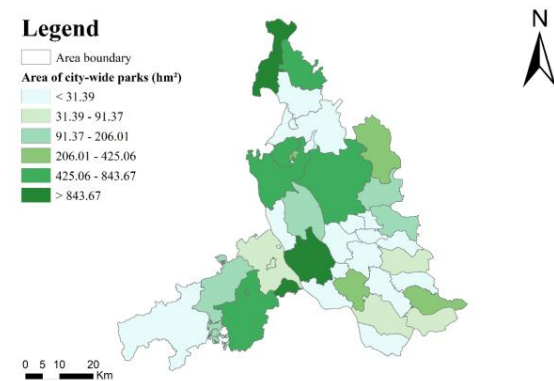 Legend
N
Area boundary
Area of city-wide parks (hm²)
< 31.39
31.39 - 91.37
91.37 - 206.01
206.01 - 425.06
425.06 - 843.67
> 843.67
0 5 10 20
Km